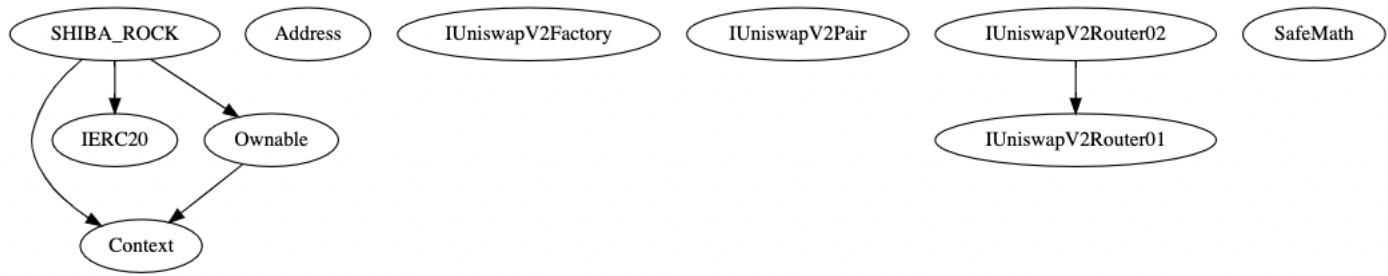 SHIBA_ROCK
Address
IUniswapV2Factory
IUniswapV2Pair
IUniswapV2Router02
SafeMath
IERC20
Ownable
IUniswapV2Router01
Context